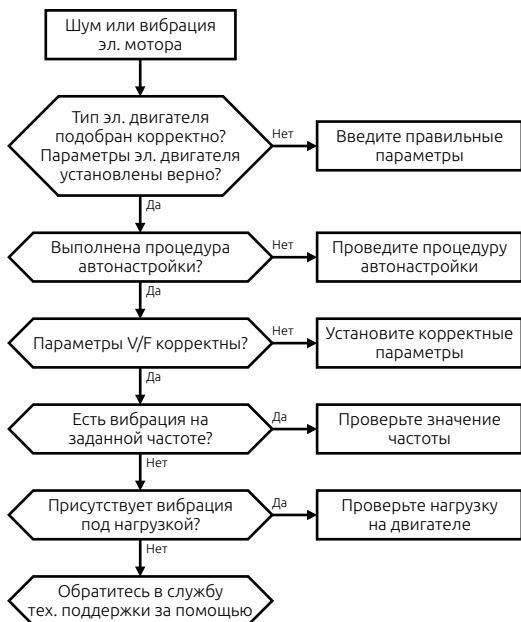 Шум или вибрация
эл. мотора
Тип эл. двигателя
подобран корректно?
Параметры эл. двигателя
установлены верно?
Нет
Введите правильные
параметры
Да
Выполнена процедура
автонастройки?
Нет
Проведите процедуру
автонастройки
Да
Параметры V/F корректны?
Нет
Установите корректные
параметры
Да
Есть вибрация на
заданной частоте?
Да
Проверьте значение
частоты
Нет
Присутствует вибрация
под нагрузкой?
Да
Проверьте нагрузку
на двигателе
Нет
Обратитесь в службу
тех. поддержки за помощью